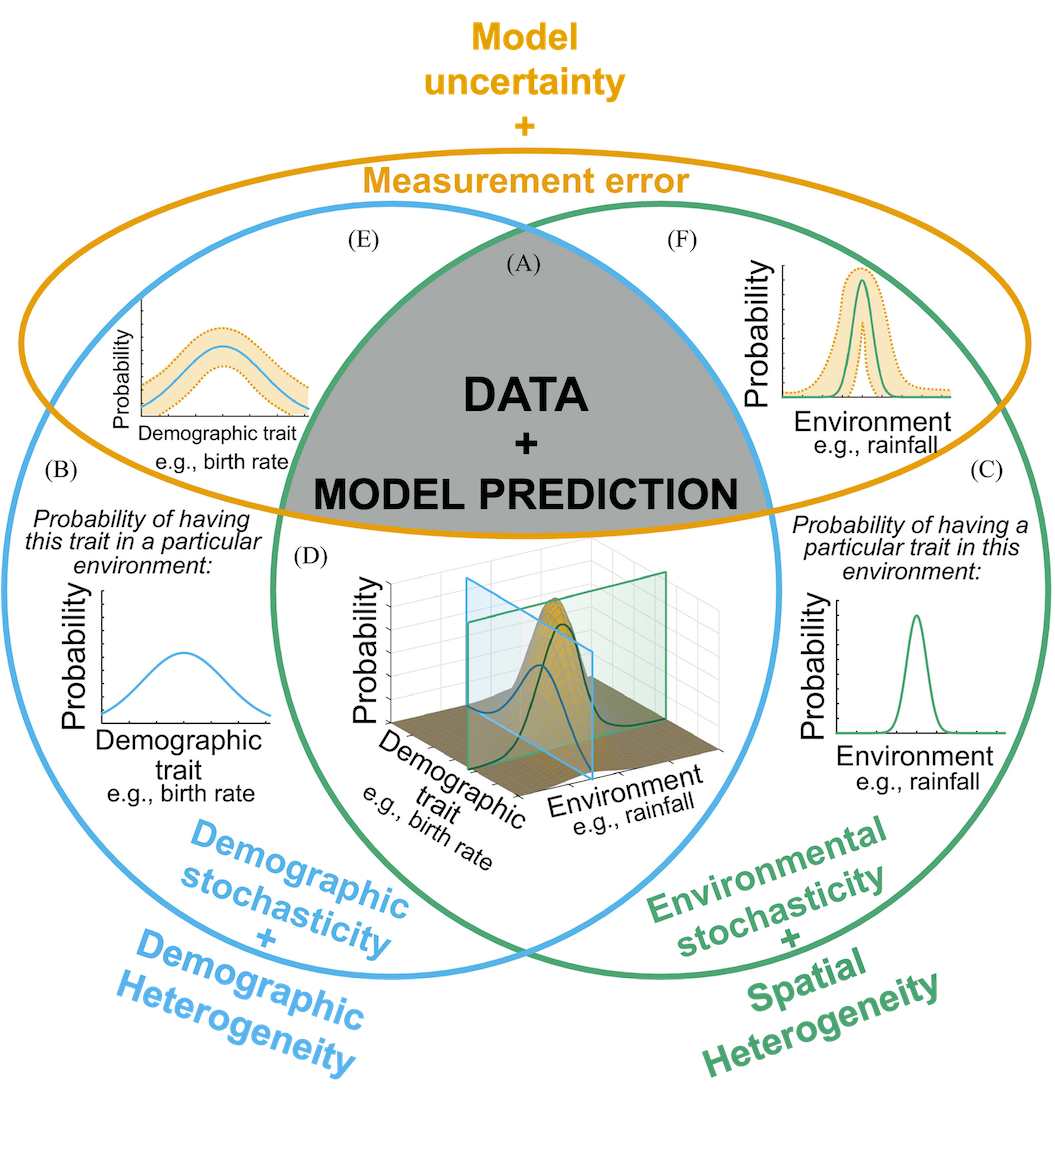 Model
uncertainty
+
Measurement error
(E)
(F)
(A)
Probability
Demographic trait
e.g., birth rate
Probability
Environment
e.g., rainfall
DATA
+
MODEL PREDICTION
(B)
Probability of having
this trait in a particular
environment:
Probability
Demographic
trait
e.g., birth rate
(C)
Probability of having a
particular trait in this
environment:
Probability
Environment
e.g., rainfall
(D)
Probability
Demographic
trait
e.g., birth rate
Environment
e.g., rainfall
Demographic
stochasticity
+
Demographic
Heterogeneity
Environmental
stochasticity
+
Spatial
Heterogeneity